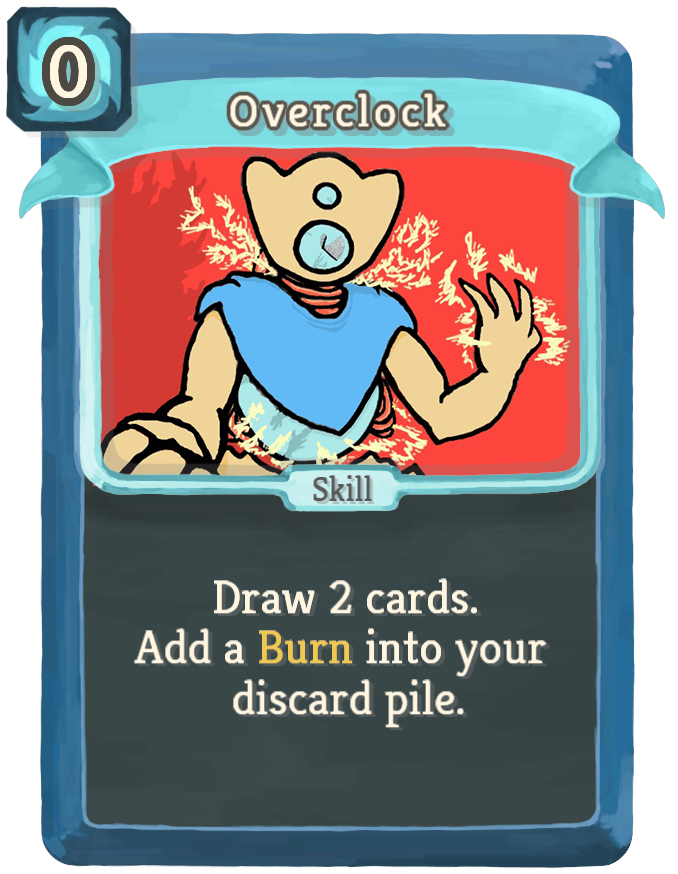 0
Overclock
Skill
Draw 2 cards.
Add a Burn into your
discard pile.